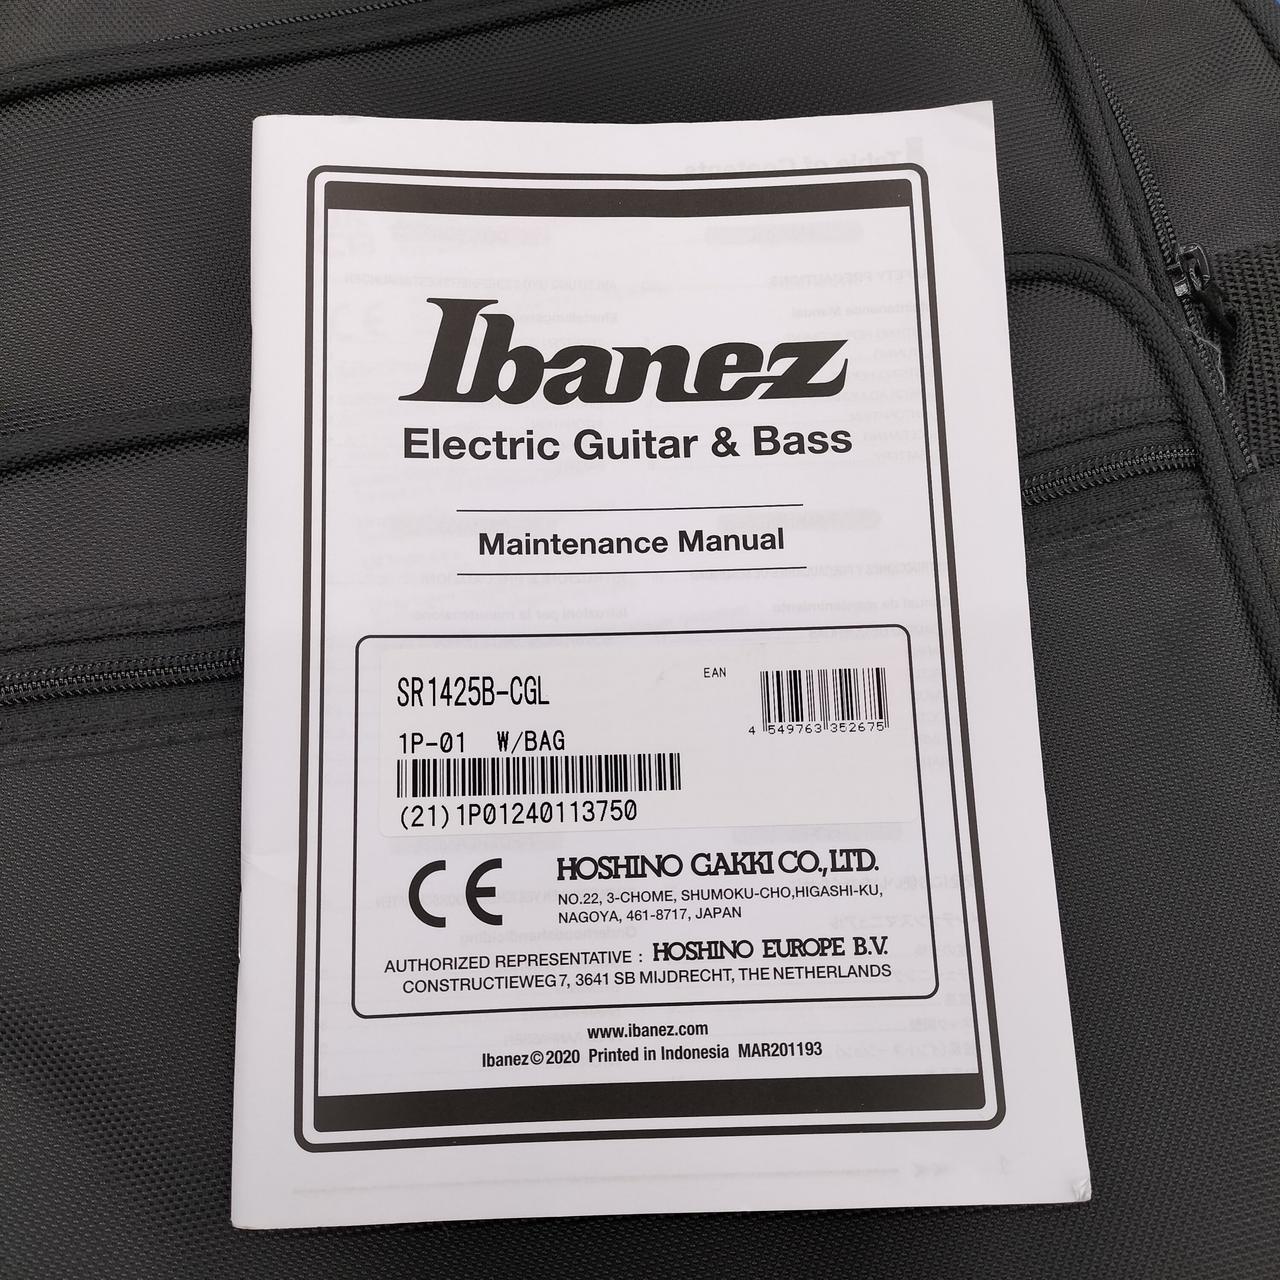 Ibanez
Electric Guitar & Bass
Maintenance Manual
SR1425B-CGL
EAN
4 549763 352675
1P-01 W/BAG
(21)1P01240113750
CE
HOSHINO GAKKI CO., LTD.
NO.22, 3-CHOME, SHUMOKU-CHO,HIGASHI-KU,
NAGOYA, 461-8717, JAPAN
AUTHORIZED REPRESENTATIVE : HOSHINO EUROPE B.V.
CONSTRUCTIEWEG 7, 3641 SB MIJDRECHT, THE NETHERLANDS
www.ibanez.com
Ibanez©2020 Printed in Indonesia MAR201193